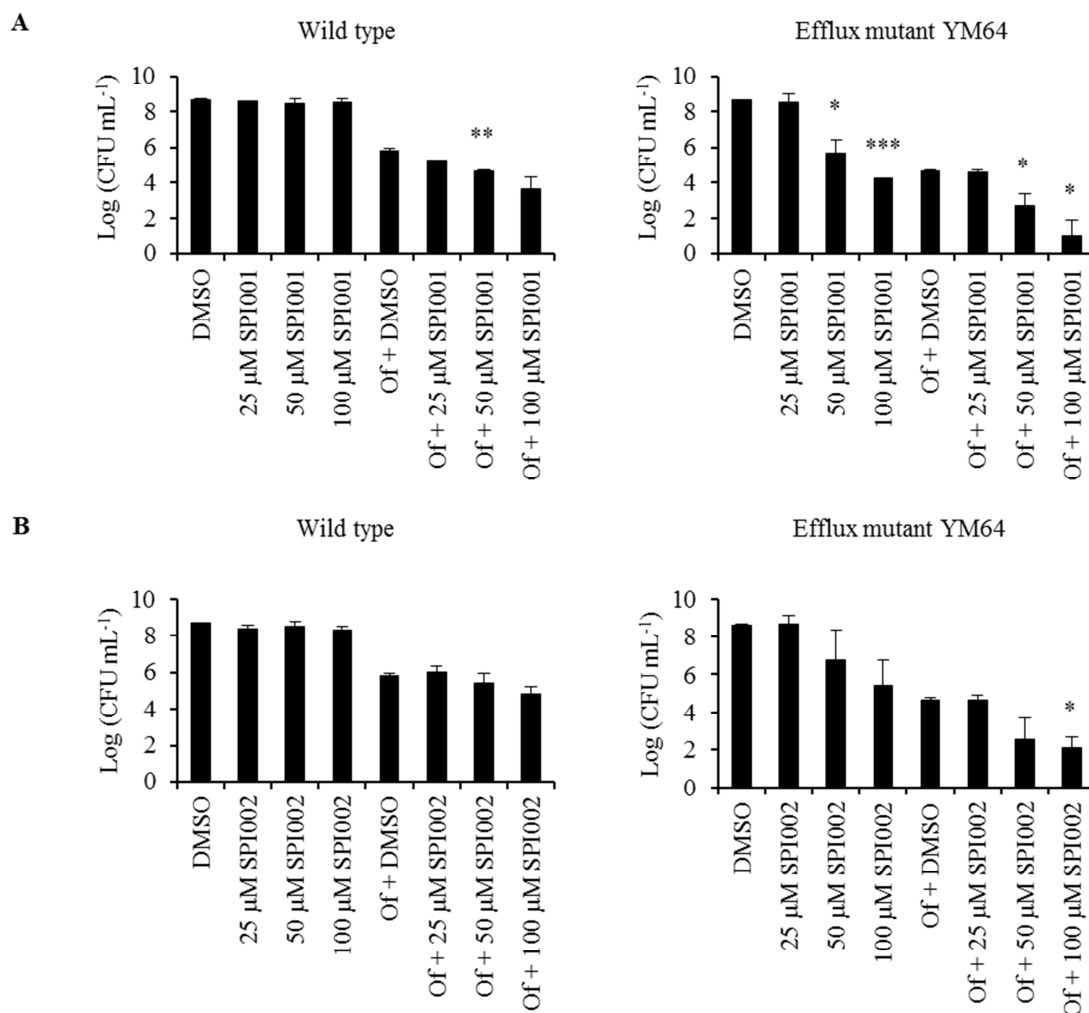 A
Wild type
Log (CFU mL-1)
10
8
6
4
2
0
**
DMSO
25 µM SPI001
50 µM SPI001
100 µM SPI001
Of + DMSO
Of + 25 µM SPI001
Of + 50 µM SPI001
Of + 100 µM SPI001
Efflux mutant YM64
Log (CFU mL-1)
10
8
6
4
2
0
*
***
*
*
DMSO
25 µM SPI001
50 µM SPI001
100 µM SPI001
Of + DMSO
Of + 25 µM SPI001
Of + 50 µM SPI001
Of + 100 µM SPI001
B
Wild type
Log (CFU mL-1)
10
8
6
4
2
0
DMSO
25 µM SPI002
50 µM SPI002
100 µM SPI002
Of + DMSO
Of + 25 µM SPI002
Of + 50 µM SPI002
Of + 100 µM SPI002
Efflux mutant YM64
Log (CFU mL-1)
10
8
6
4
2
0
*
DMSO
25 µM SPI002
50 µM SPI002
100 µM SPI002
Of + DMSO
Of + 25 µM SPI002
Of + 50 µM SPI002
Of + 100 µM SPI002